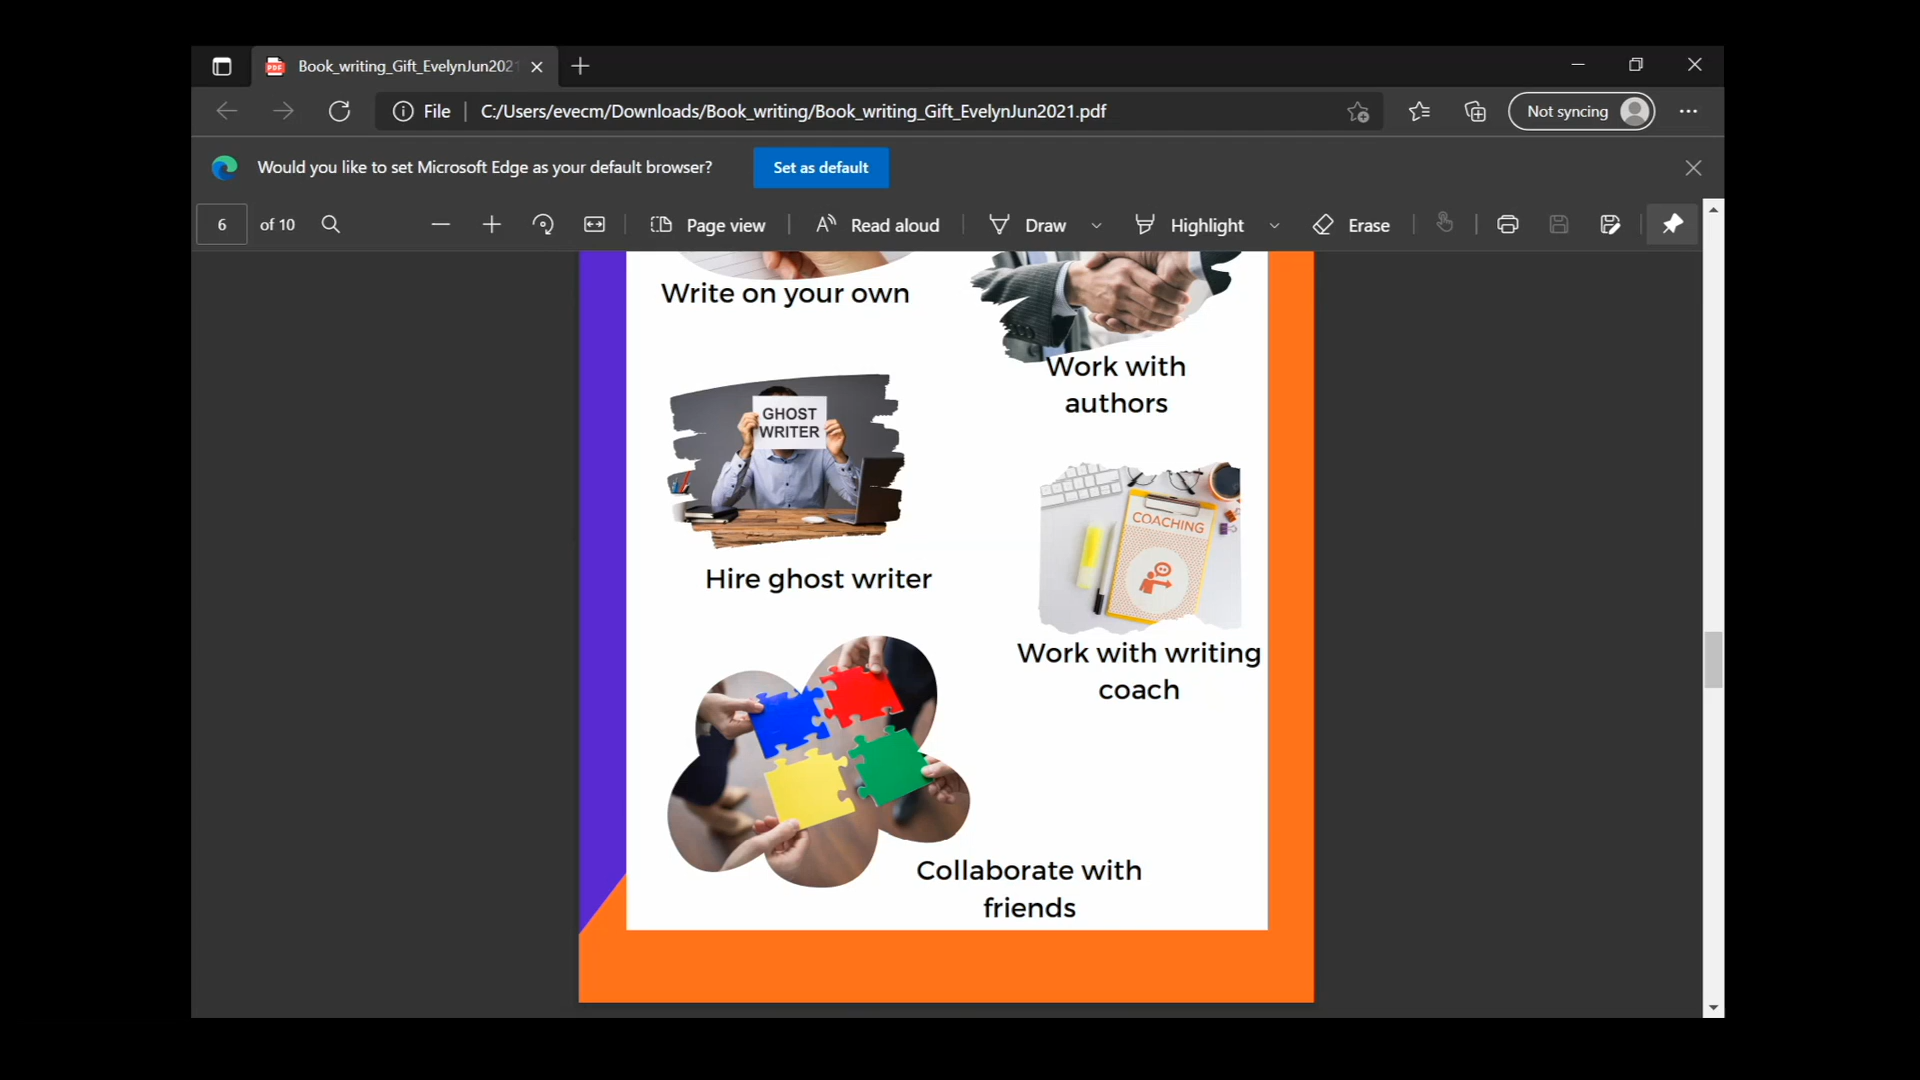 Book_writing_Gift_EvelynJun2021
File
C:/Users/evecm/Downloads/Book_writing/Book_writing_Gift_EvelynJun2021.pdf
Not syncing
Would you like to set Microsoft Edge as your default browser?
Set as default
6
of 10
Page view
Read aloud
Draw
Highlight
Erase
Write on your own
Work with
authors
GHOST
WRITER
Hire ghost writer
COACHING
Work with writing
coach
Collaborate with
friends